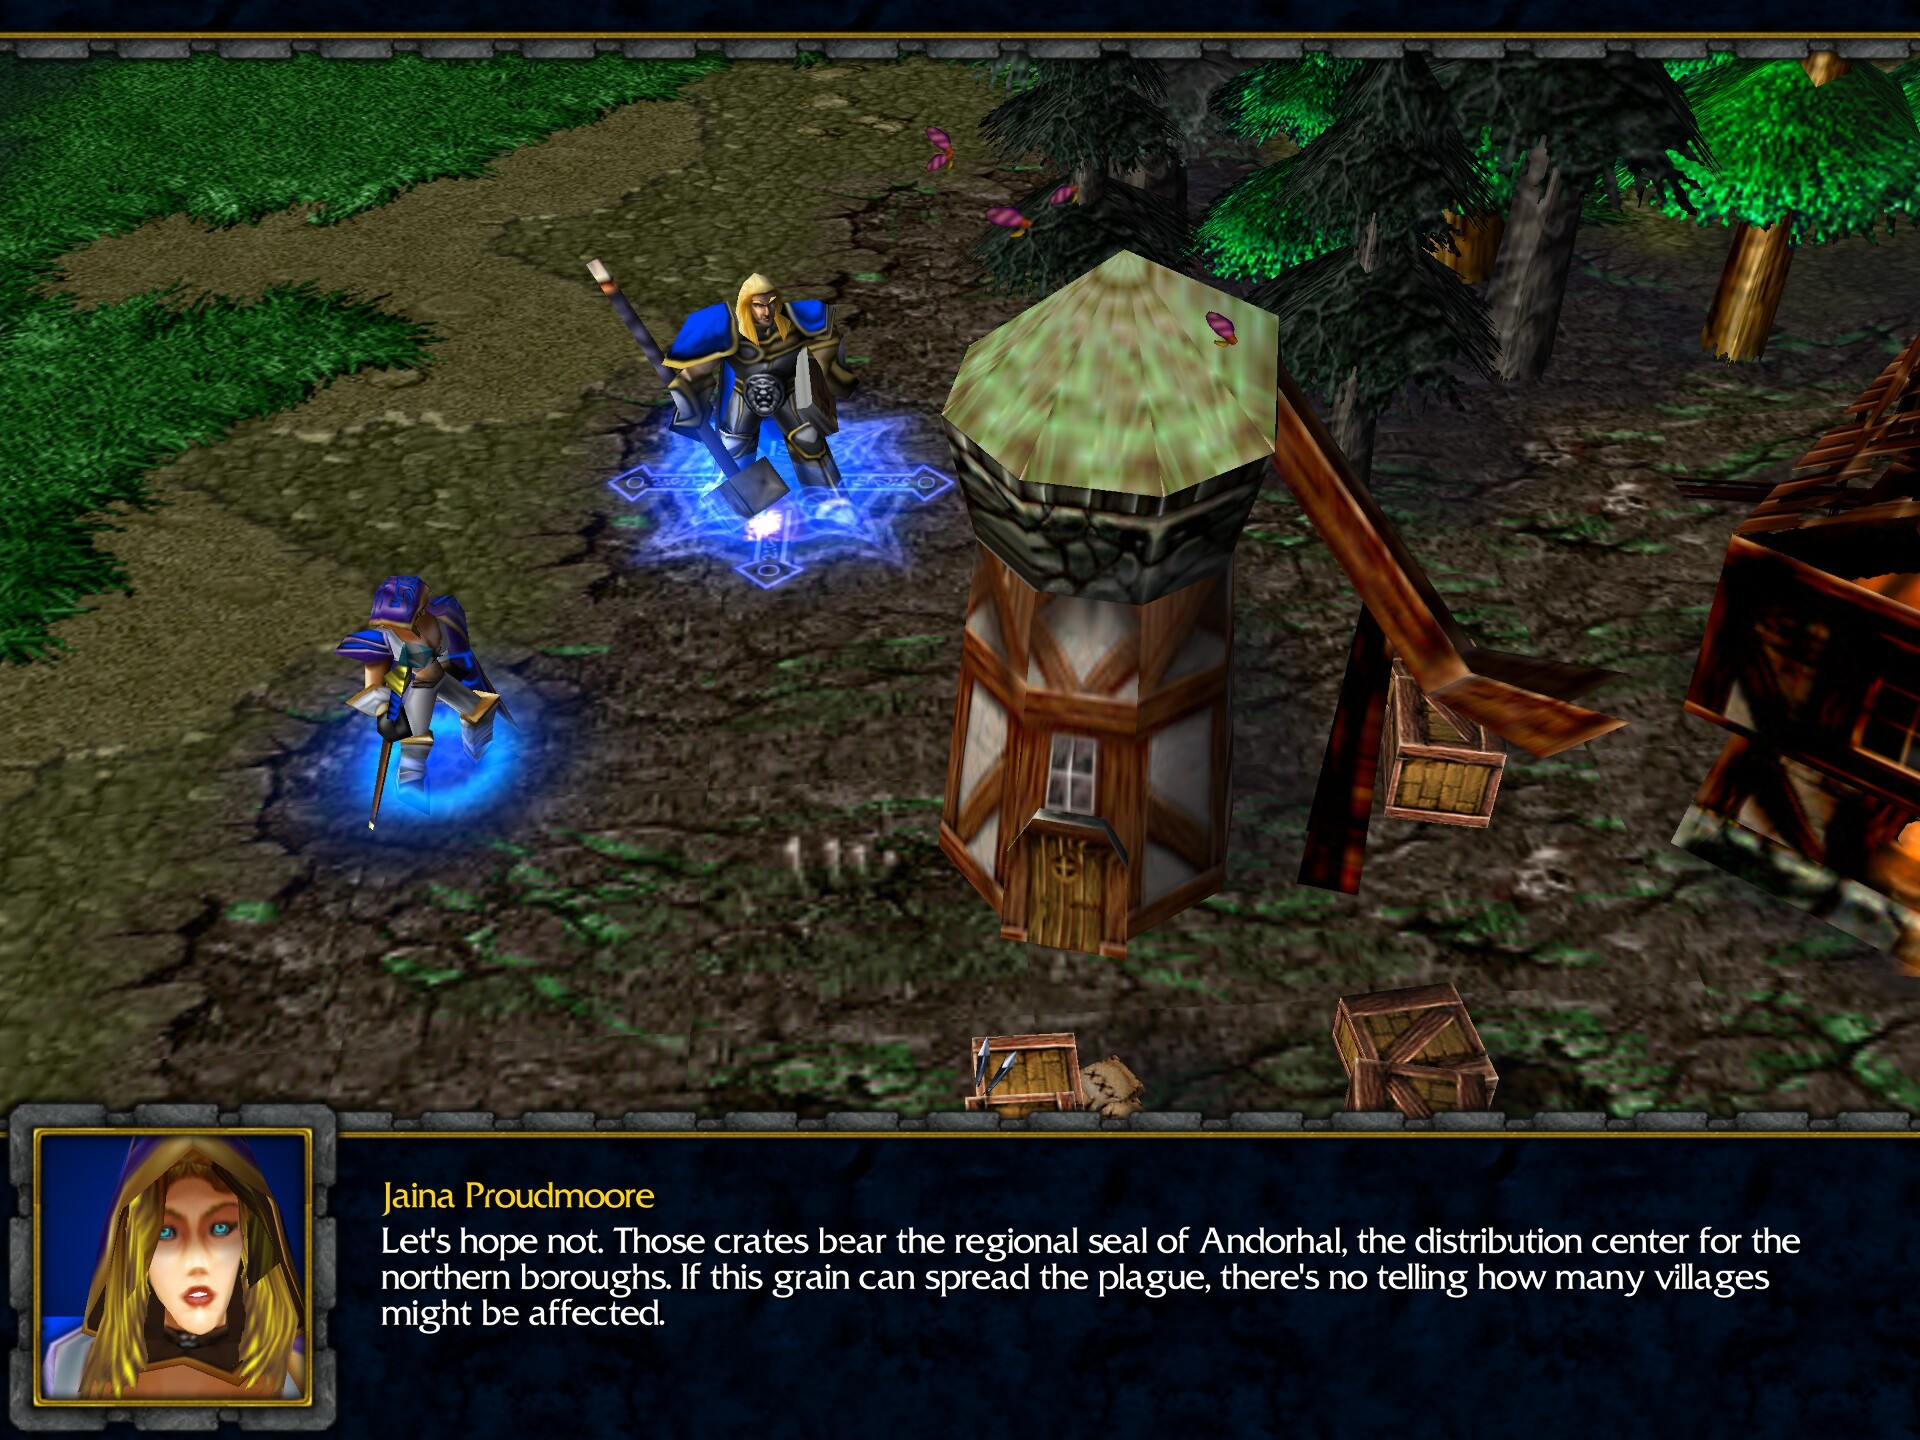 Jaina Proudmoore
Let's hope not. Those crates bear the regional seal of Andorhal, the distribution center for the
northern boroughs. If this grain can spread the plague, there's no telling how many villages
might be affected.